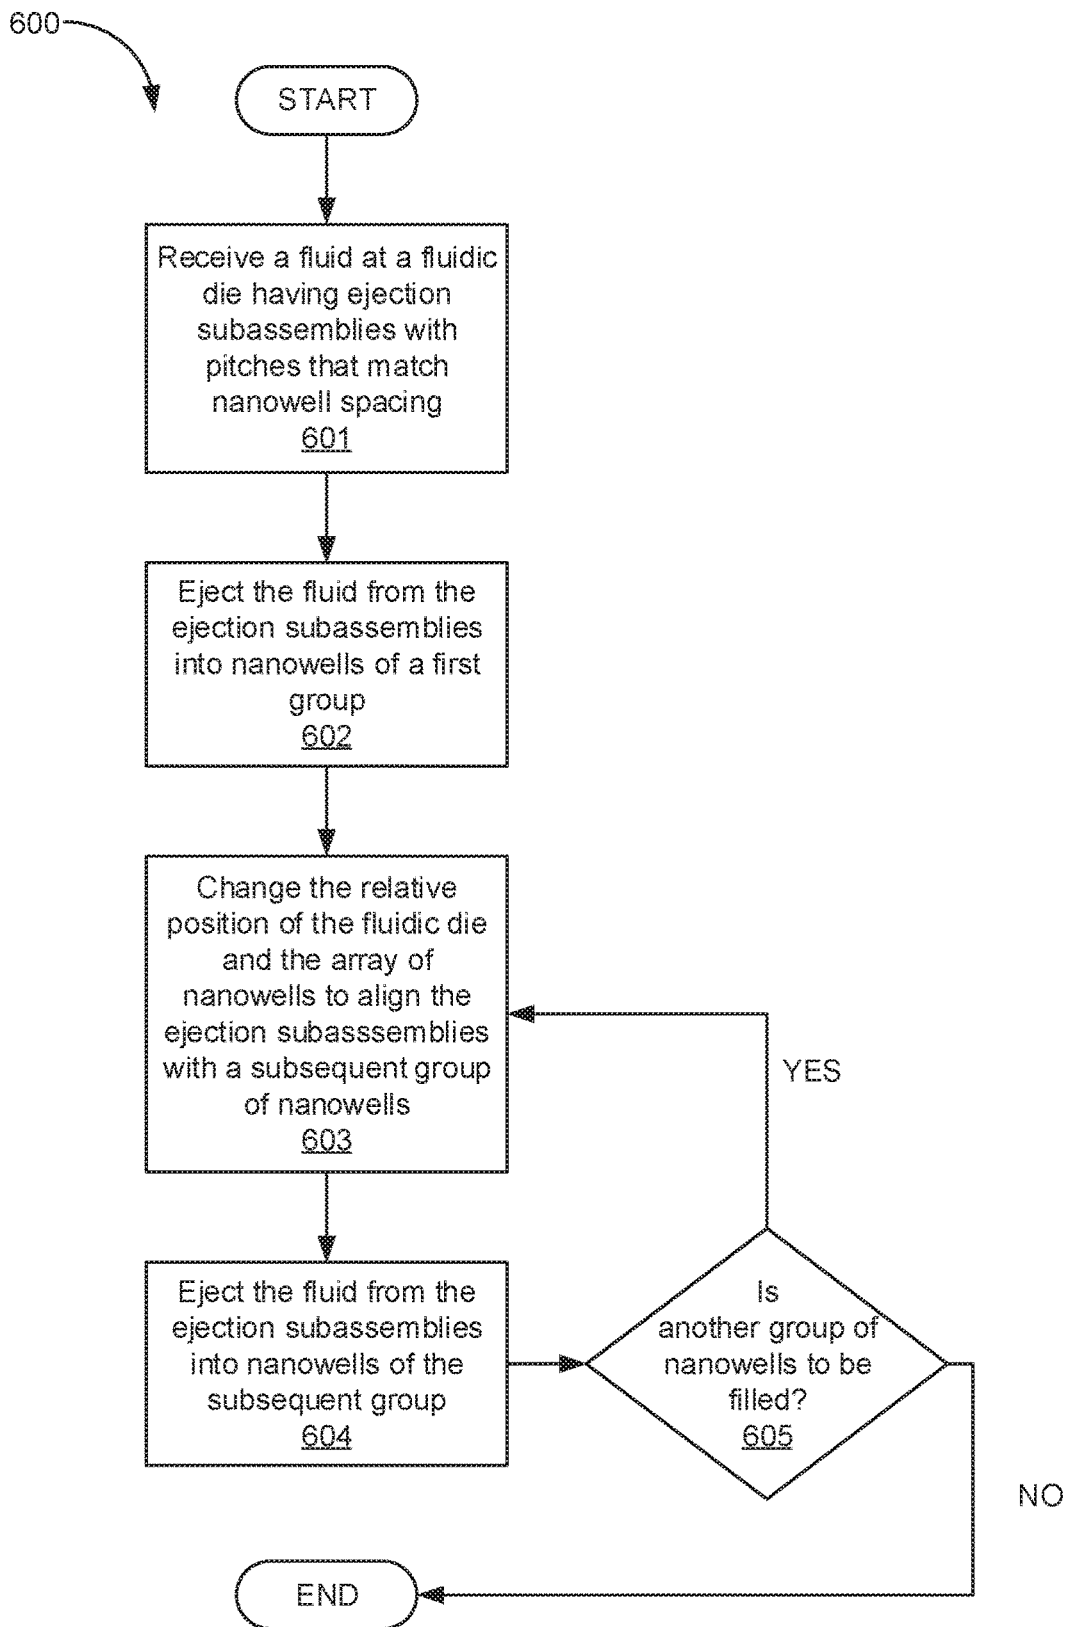 600
START
Receive a fluid at a fluidic
die having ejection
subassemblies with
pitches that match
nanowell spacing
601
Eject the fluid from the
ejection subassemblies
into nanowells of a first
group
602
Change the relative
position of the fluidic die
and the array of
nanowells to align the
ejection subasssemblies
with a subsequent group
of nanowells
603
YES
Eject the fluid from the
ejection subassemblies
into nanowells of the
subsequent group
604
Is
another group of
nanowells to be
filled?
605
NO
END